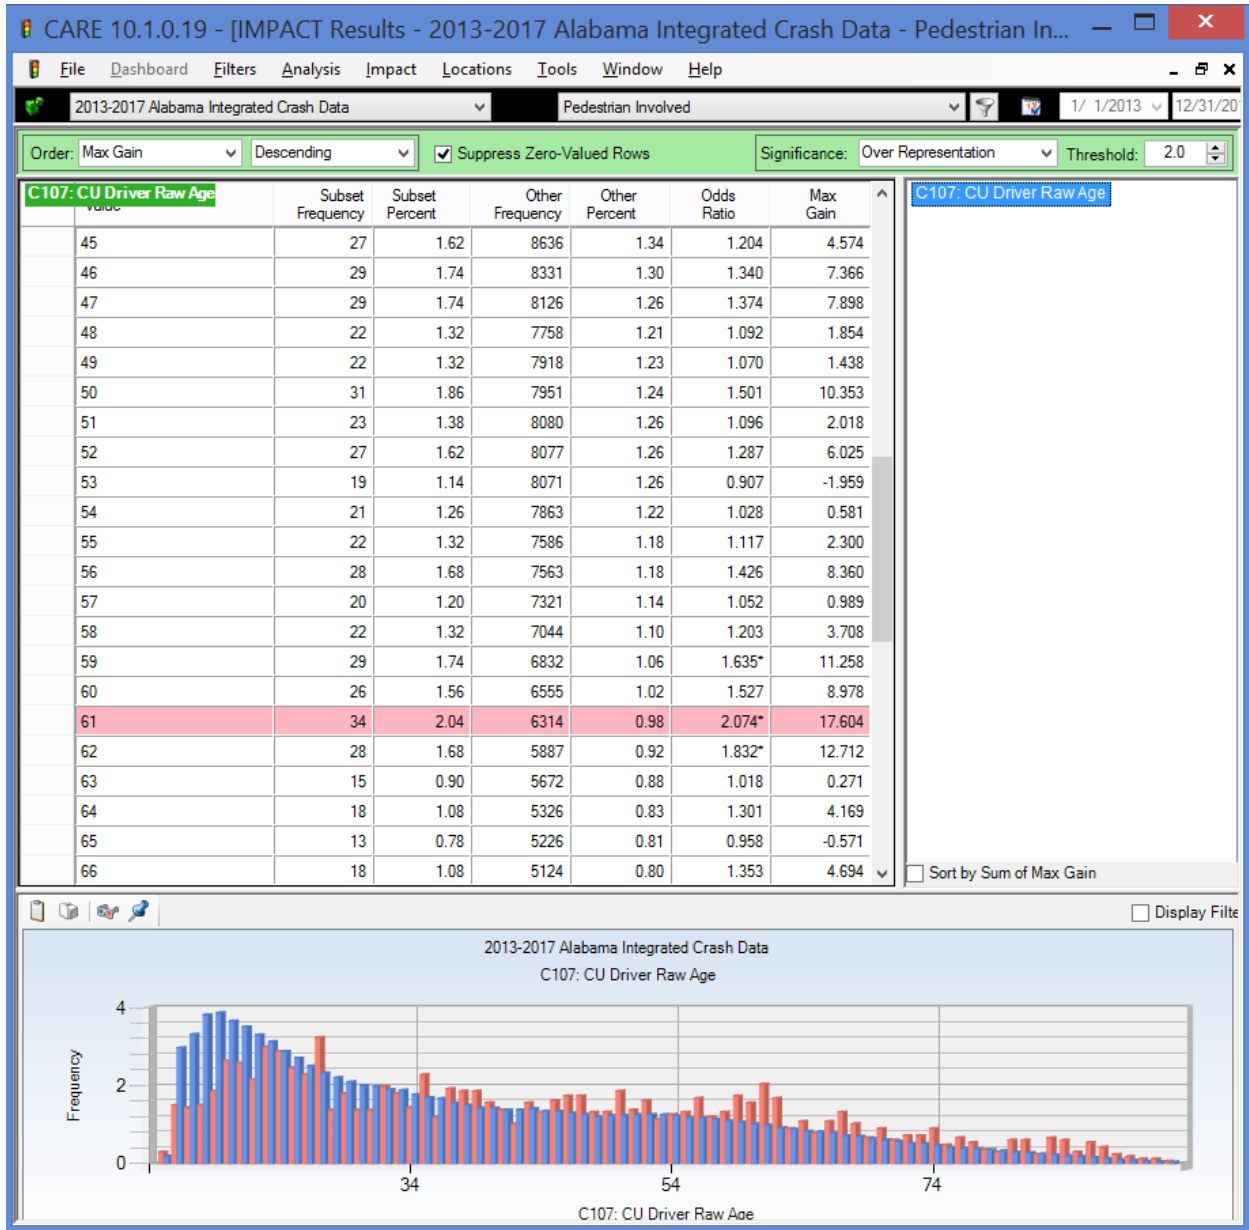 CARE 10.1.0.19 - [IMPACT Results - 2013-2017 Alabama Integrated Crash Data - Pedestrian In...
File Dashboard Filters Analysis Impact Locations Tools Window Help
2013-2017 Alabama Integrated Crash Data Pedestrian Involved 1/ 1/2013 12/31/20
Order: Max Gain Descending Suppress Zero-Valued Rows Significance: Over Representation Threshold: 2.0
C107: CU Driver Raw Age Subset Frequency Subset Percent Other Frequency Other Percent Odds Ratio Max Gain C107: CU Driver Raw Age
45 27 1.62 8636 1.34 1.204 4.574
46 29 1.74 8331 1.30 1.340 7.366
47 29 1.74 8126 1.26 1.374 7.898
48 22 1.32 7758 1.21 1.092 1.854
49 22 1.32 7918 1.23 1.070 1.438
50 31 1.86 7951 1.24 1.501 10.353
51 23 1.38 8080 1.26 1.096 2.018
52 27 1.62 8077 1.26 1.287 6.025
53 19 1.14 8071 1.26 0.907 -1.959
54 21 1.26 7863 1.22 1.028 0.581
55 22 1.32 7586 1.18 1.117 2.300
56 28 1.68 7563 1.18 1.426 8.360
57 20 1.20 7321 1.14 1.052 0.989
58 22 1.32 7044 1.10 1.203 3.708
59 29 1.74 6832 1.06 1.635* 11.258
60 26 1.56 6555 1.02 1.527 8.978
61 34 2.04 6314 0.98 2.074* 17.604
62 28 1.68 5887 0.92 1.832* 12.712
63 15 0.90 5672 0.88 1.018 0.271
64 18 1.08 5326 0.83 1.301 4.169
65 13 0.78 5226 0.81 0.958 -0.571
66 18 1.08 5124 0.80 1.353 4.694
Sort by Sum of Max Gain
Display Filte
2013-2017 Alabama Integrated Crash Data
C107: CU Driver Raw Age
Frequency
4
2
0
34 54 74
C107: CU Driver Raw Age